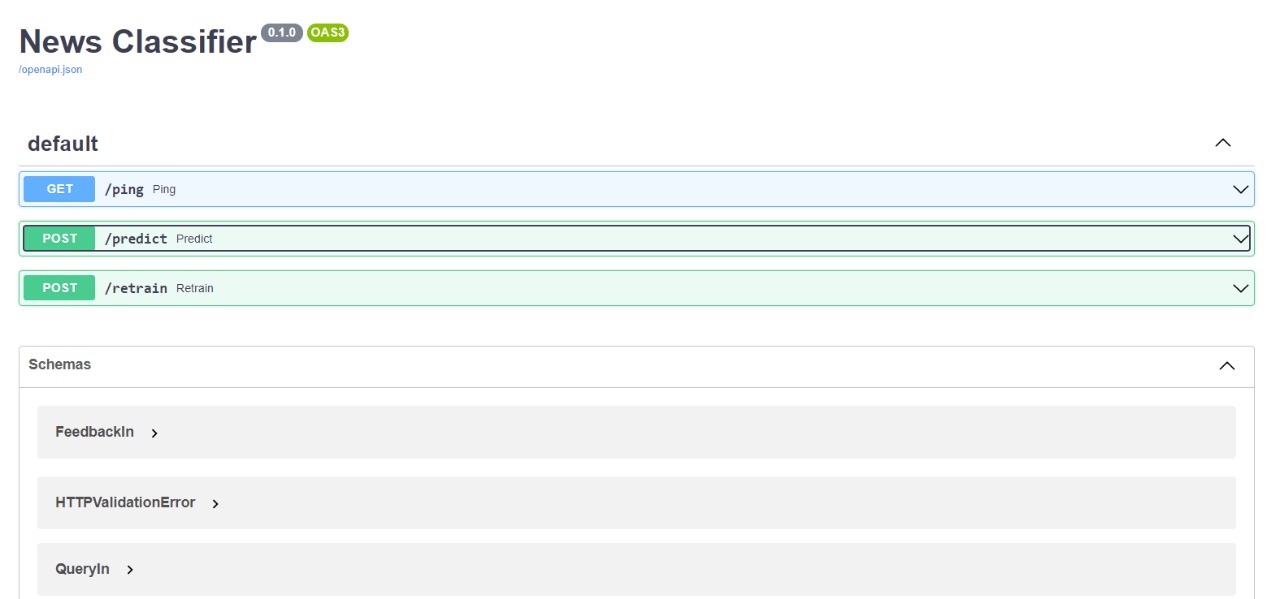 News Classifier 0.1.0 OAS3
/openapi.json
default
GET /ping Ping
POST /predict Predict
POST /retrain Retrain
Schemas
FeedbackIn
HTTPValidationError
QueryIn